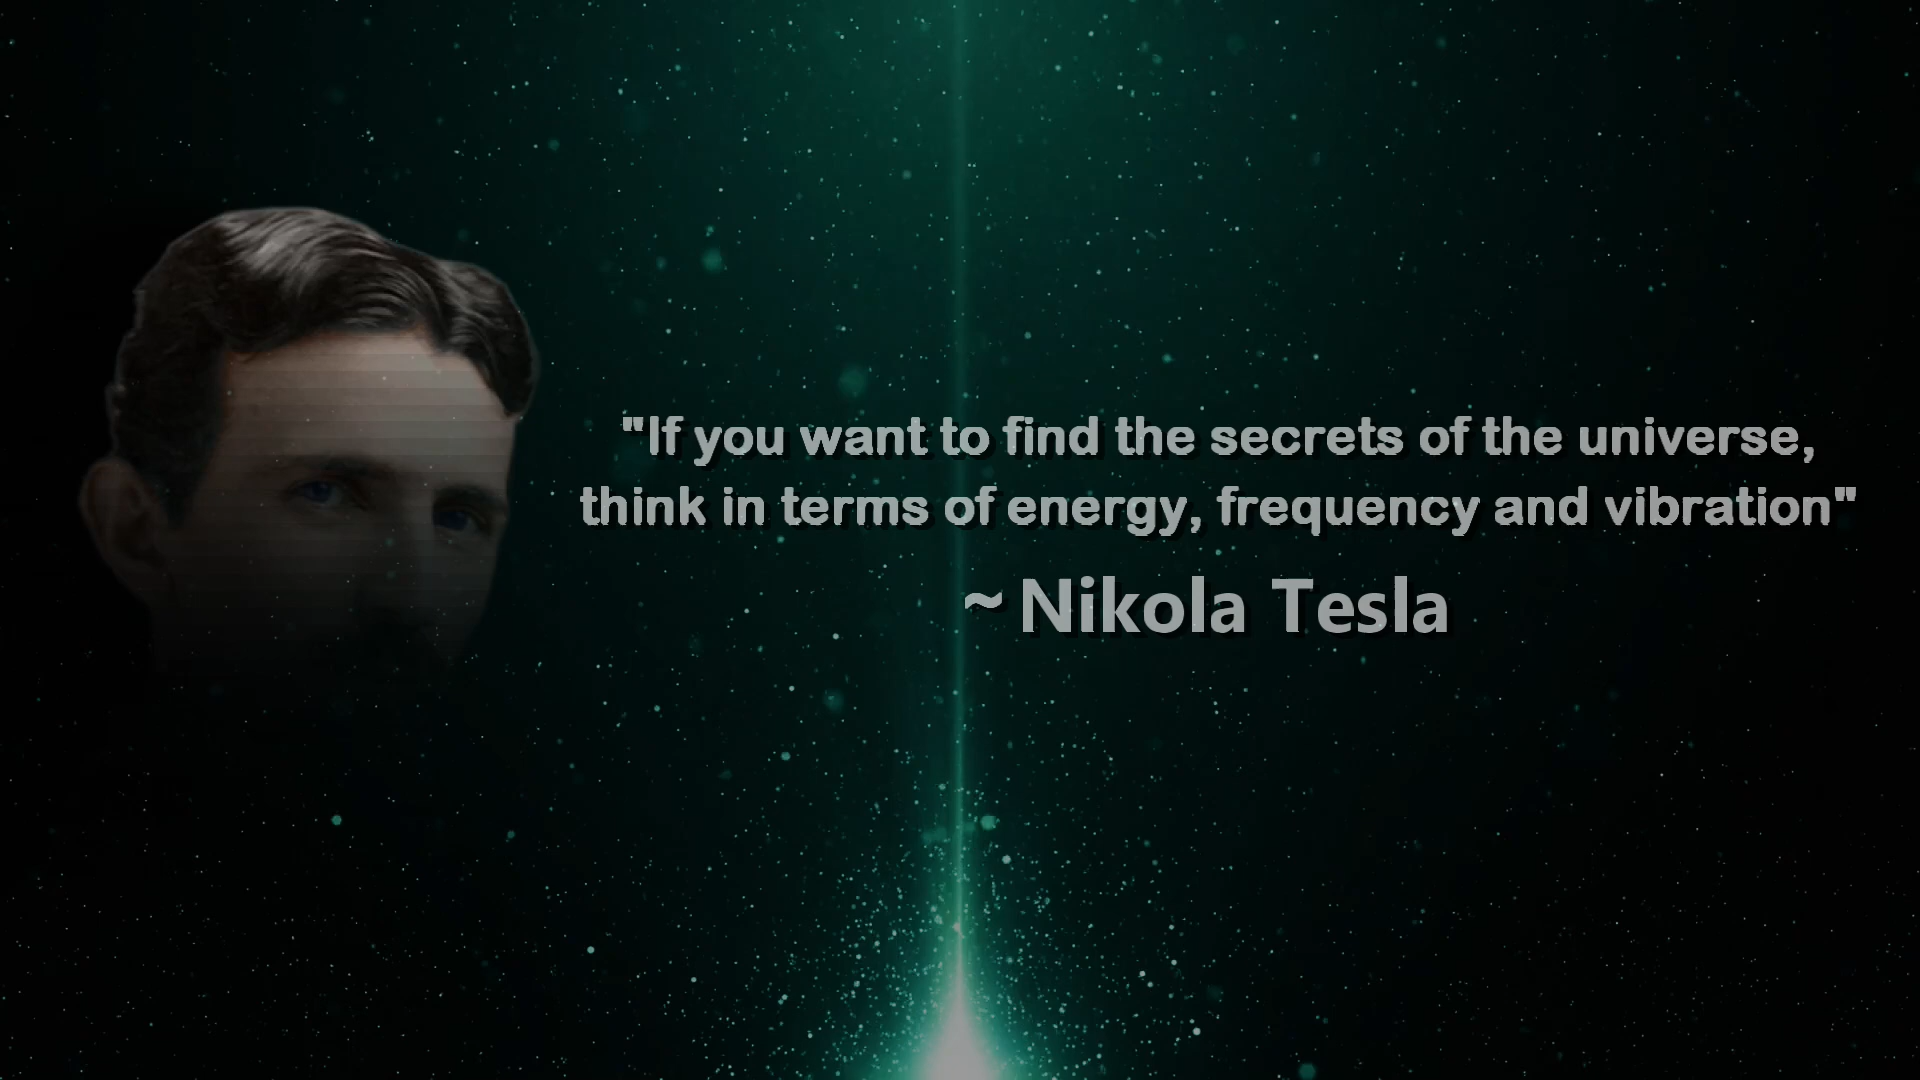 "If you want to find the secrets of the universe,
think in terms of energy, frequency and vibration"
~ Nikola Tesla